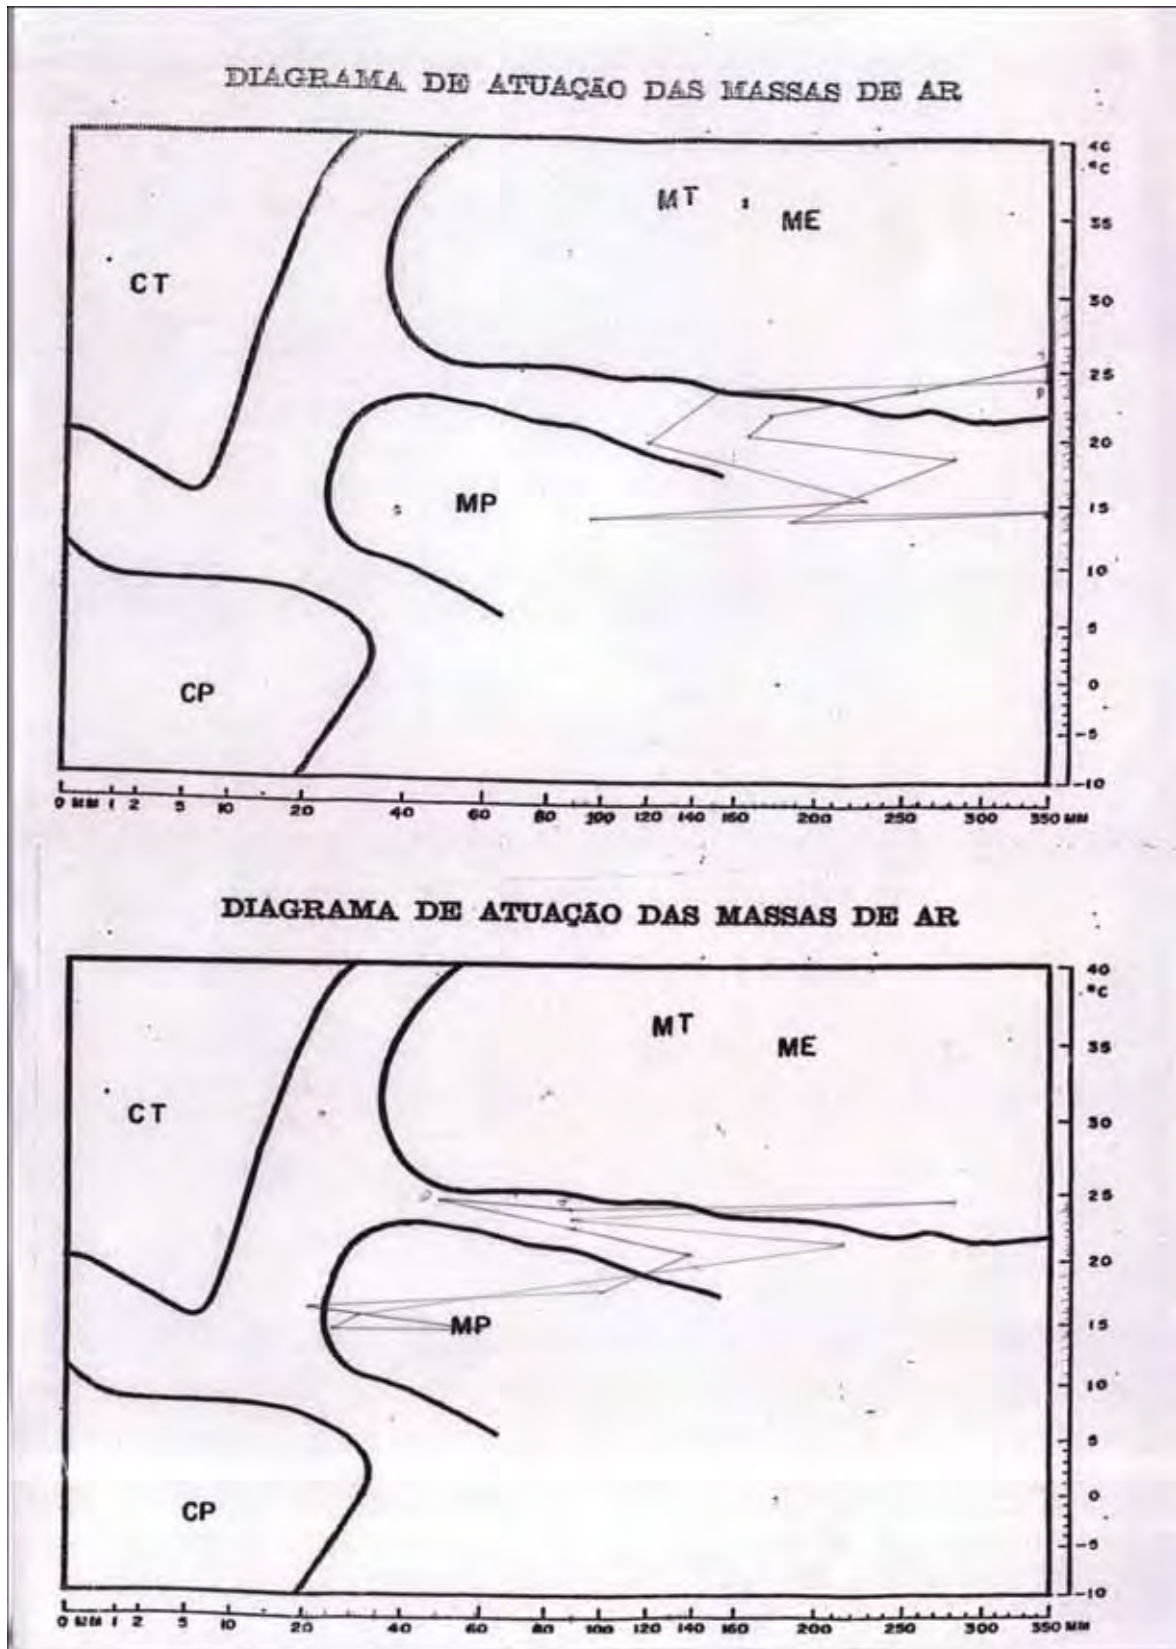 DIAGRAMA DE ATUAÇÃO DAS MASSAS DE AR
40
°C
MT
ME
35
CT
30
25
20
MP
15
10
5
CP
0
-5
-10
0 MM 1 2 5 10 20 40 60 80 100 120 140 160 200 250 300 350 MM
DIAGRAMA DE ATUAÇÃO DAS MASSAS DE AR
40
°C
MT
ME
35
CT
30
25
20
MP
15
10
5
CP
0
-5
-10
0 MM 1 2 5 10 20 40 60 80 100 120 140 160 200 250 300 350 MM